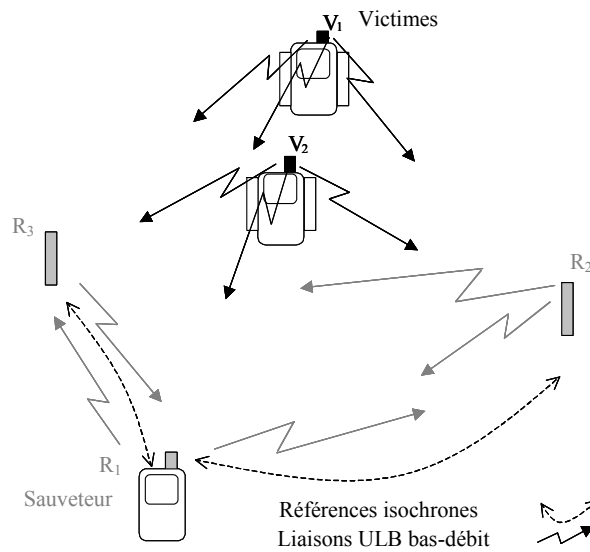 V₁ Victimes
V₂
R₃
R₂
R₁
Sauveteur
Références isochrones
Liaisons ULB bas-débit